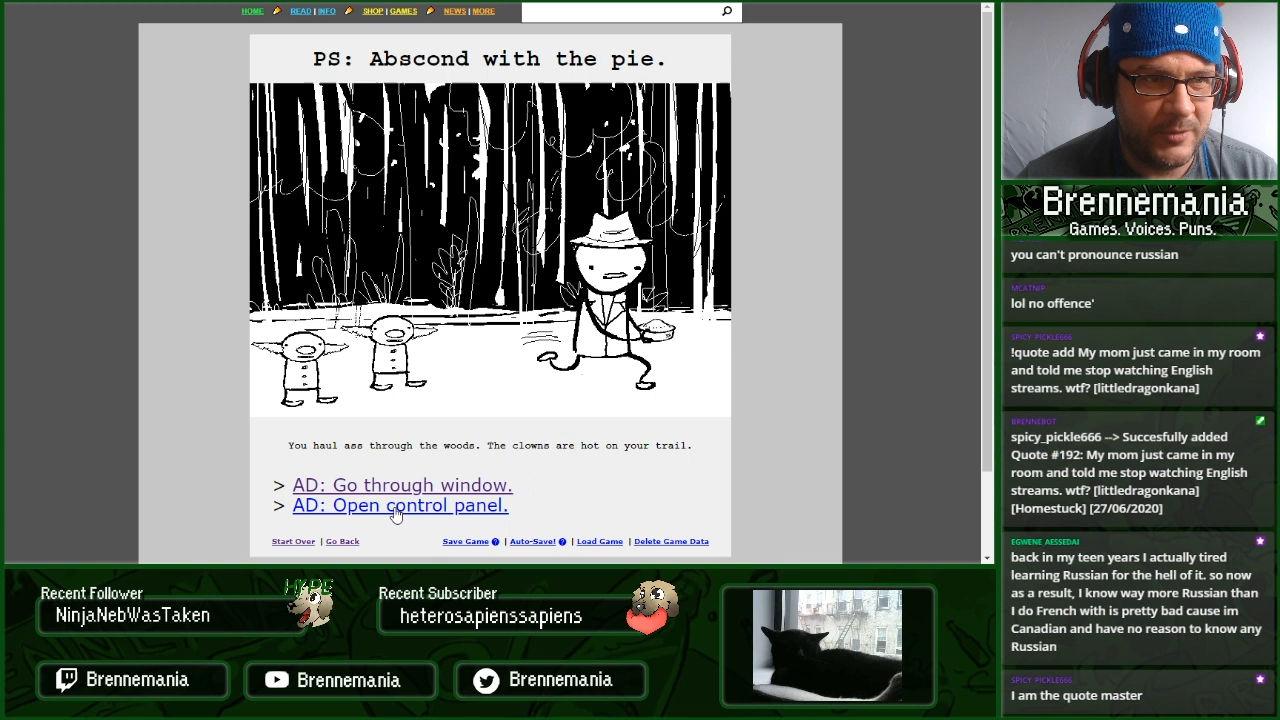 HOME READ | INFO SHOP | GAMES NEWS | MORE
PS: Abscond with the pie.
You haul ass through the woods. The clowns are hot on your trail.
> AD: Go through window.
> AD: Open control panel.
Start Over | Go Back Save Game ? | Auto-Save! ? | Load Game | Delete Game Data
Recent Follower
NinjaNebWasTaken
HYPE
Recent Subscriber
heterosapienssapiens
Brennemania
Brennemania
Brennemania
Brennemania
Games. Voices. Puns.
you can't pronounce russian
MCATNIP
lol no offence'
SPICY_PICKLE666
!quote add My mom just came in my room
and told me stop watching English
streams. wtf? [littledragonkana]
BRENNEBOT
spicy_pickle666 --> Succesfully added
Quote #192: My mom just came in my
room and told me stop watching English
streams. wtf? [littledragonkana]
[Homestuck] [27/06/2020]
EGWENE_AESSEDAI
back in my teen years I actually tired
learning Russian for the hell of it. so now
as a result, I know way more Russian than
I do French with is pretty bad cause im
Canadian and have no reason to know any
Russian
SPICY_PICKLE666
I am the quote master